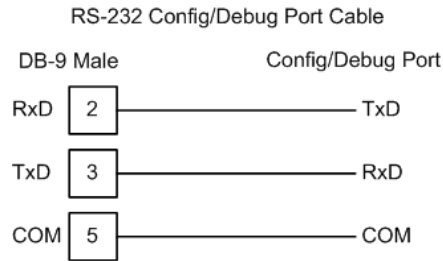 RS-232 Config/Debug Port Cable
DB-9 Male Config/Debug Port
RxD 2 TxD
TxD 3 RxD
COM 5 COM